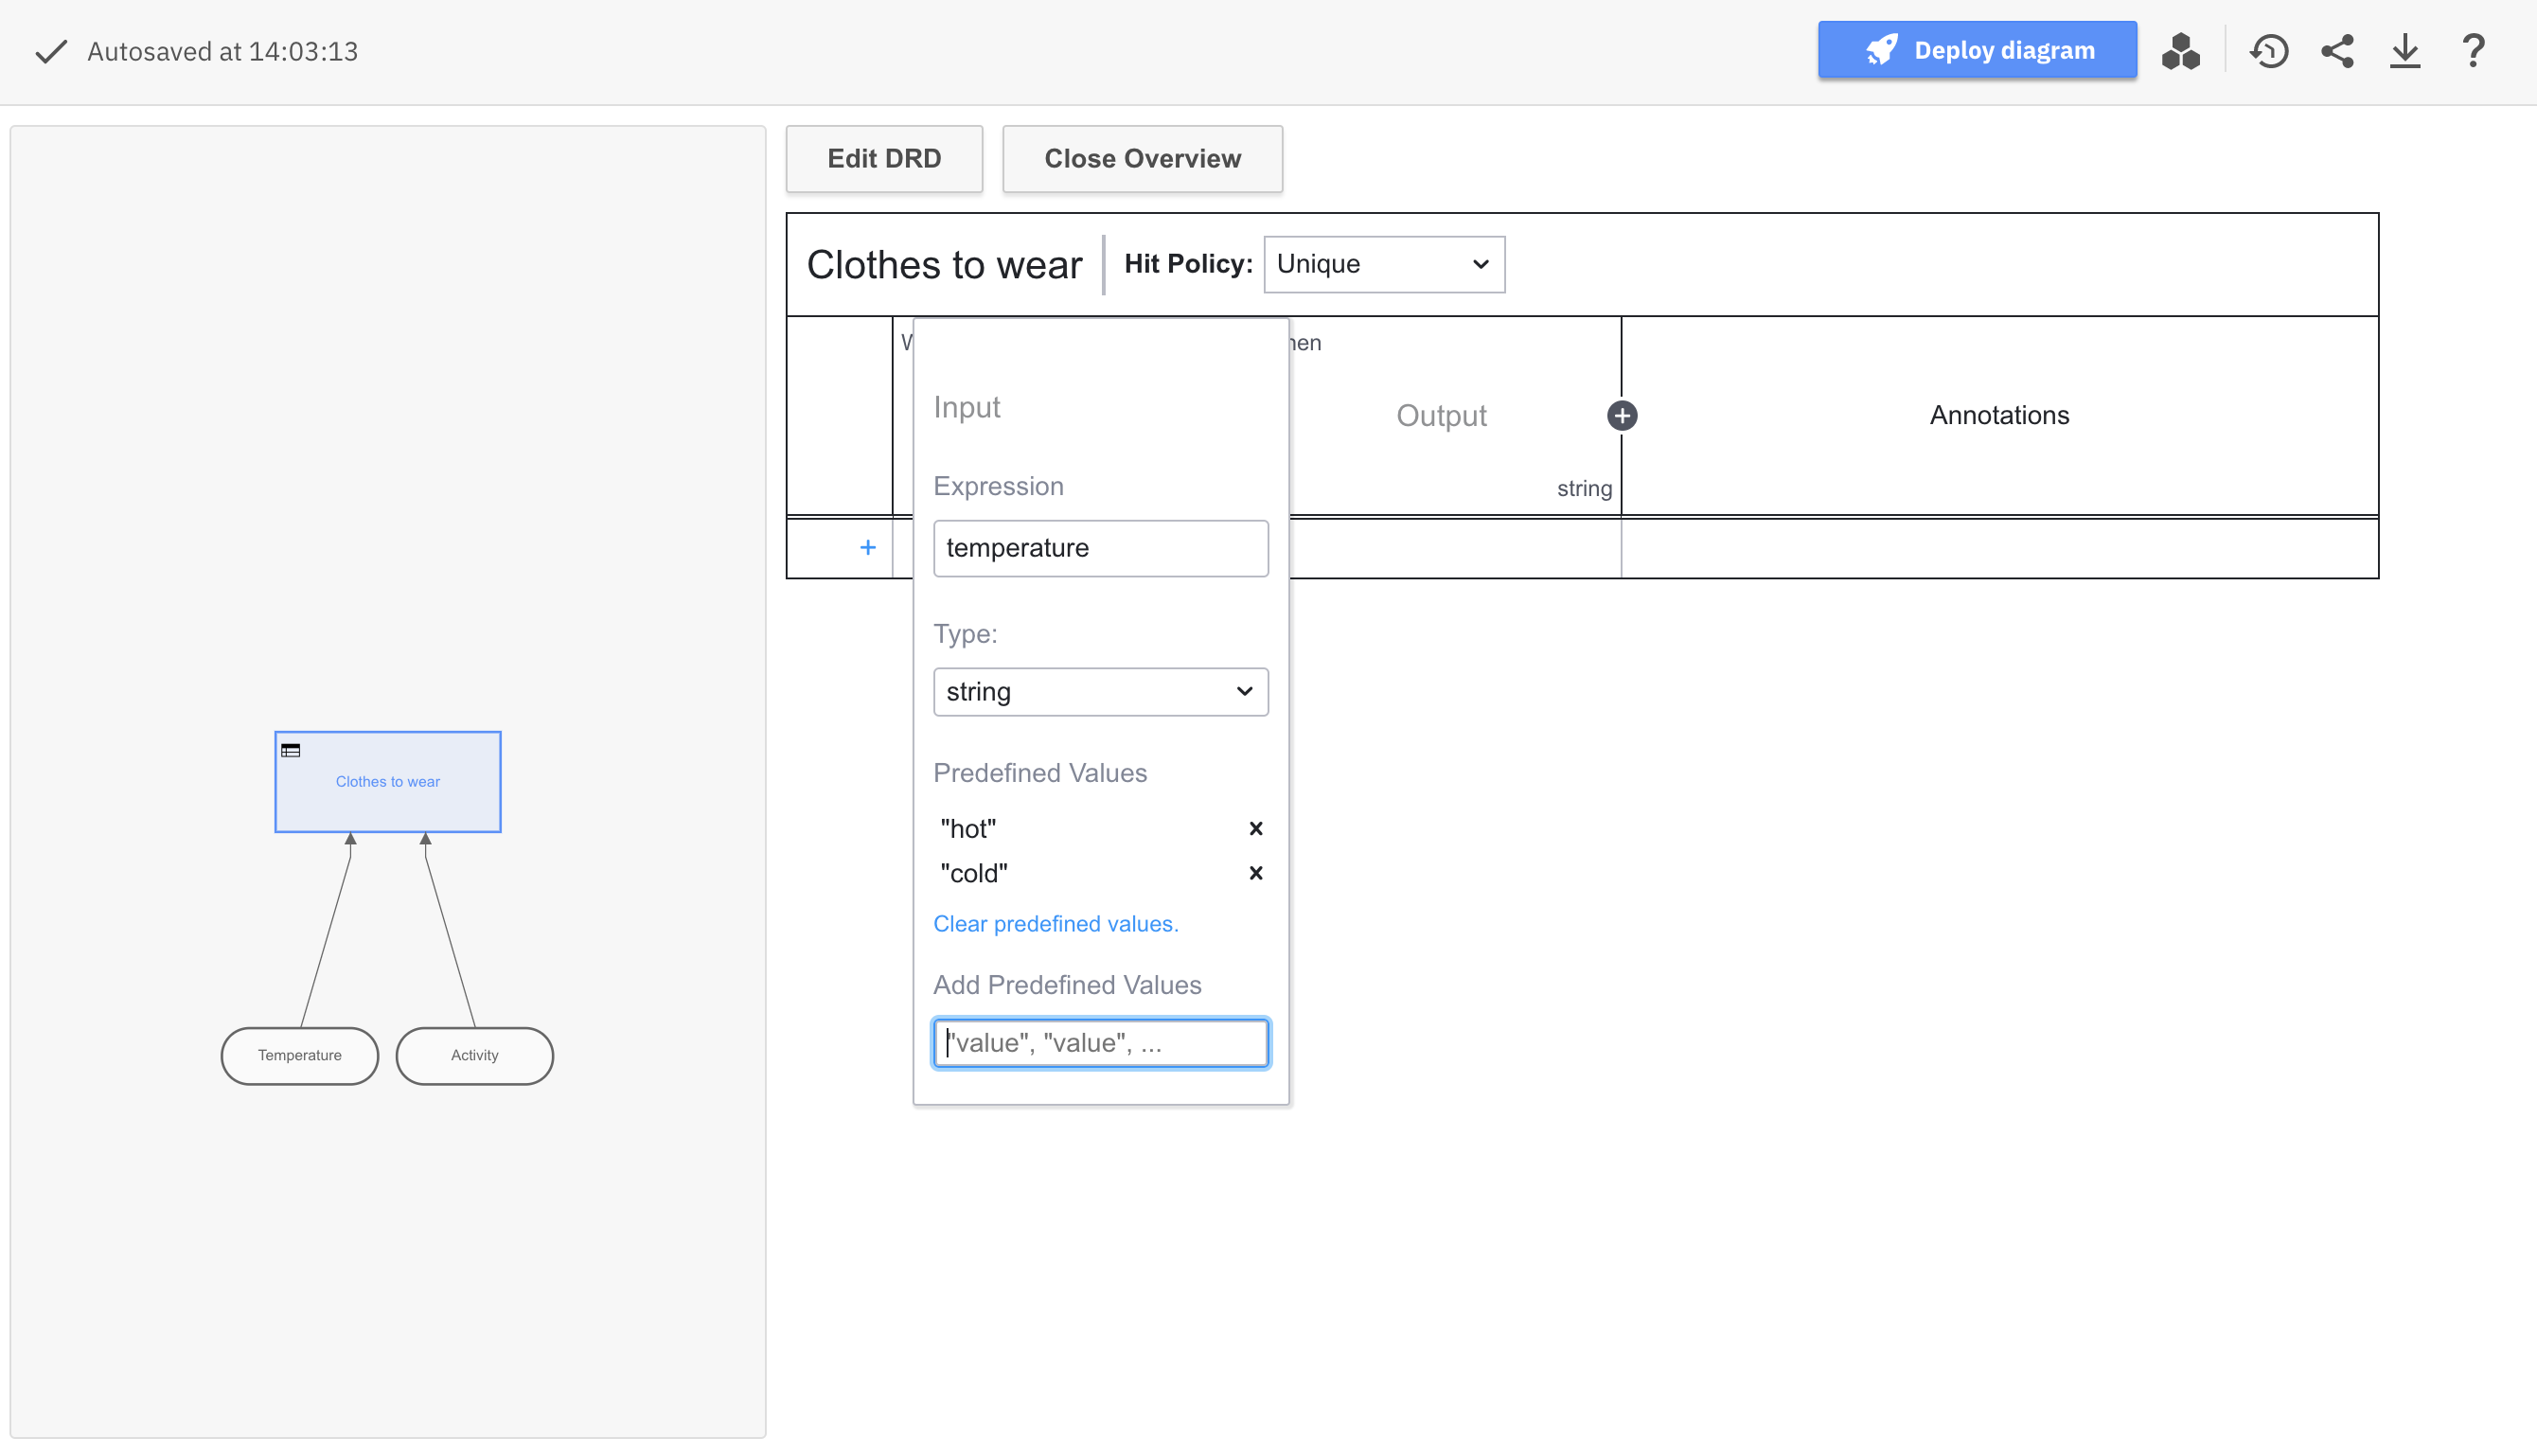 Autosaved at 14:03:13
Deploy diagram
Edit DRD
Close Overview
Clothes to wear
Hit Policy:
Unique
Input
Expression
temperature
Type:
string
Predefined Values
"hot"
"cold"
Clear predefined values.
Add Predefined Values
"value", "value", ...
hen
Output
string
Annotations
+
Clothes to wear
Temperature
Activity